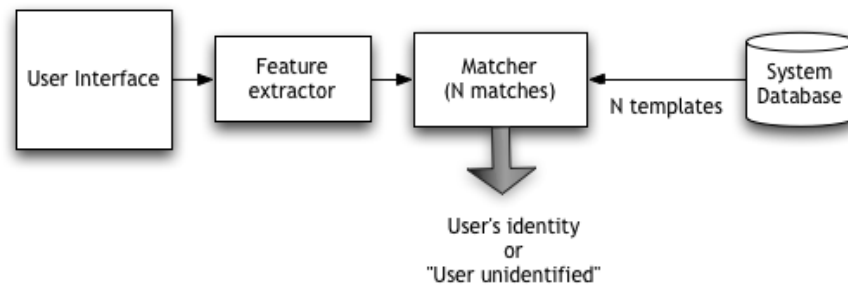 User Interface
Feature
extractor
Matcher
(N matches)
N templates
System
Database
User's identity
or
"User unidentified"